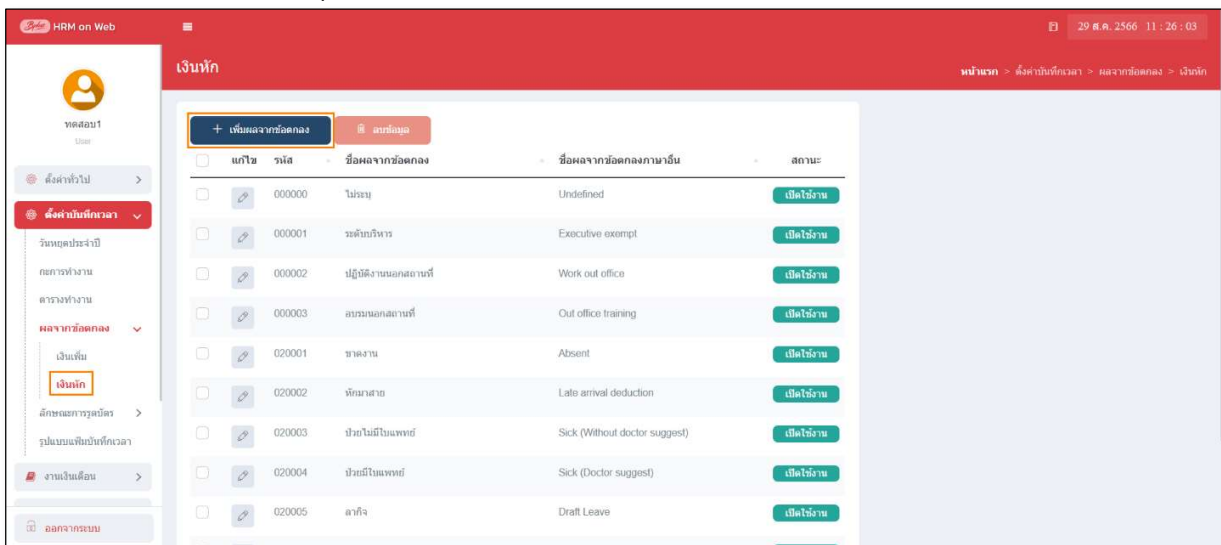 Byte HRM on Web
29 ส.ค. 2566 11 : 26 : 03
เงินหัก
หน้าแรก > ตั้งค่าบันทึกเวลา > ผลจากข้อตกลง > เงินหัก
ทดสอบ1
User
ตั้งค่าทั่วไป >
ตั้งค่าบันทึกเวลา
วันหยุดประจำปี
กะการทำงาน
ตารางทำงาน
ผลจากข้อตกลง
เงินเพิ่ม
เงินหัก
ลักษณะการรูดบัตร >
รูปแบบแฟ้มบันทึกเวลา
งานเงินเดือน >
ออกจากระบบ
+ เพิ่มผลจากข้อตกลง ลบข้อมูล
แก้ไข รหัส ชื่อผลจากข้อตกลง ชื่อผลจากข้อตกลงภาษาอื่น สถานะ
000000 ไม่ระบุ Undefined เปิดใช้งาน
000001 ระดับบริหาร Executive exempt เปิดใช้งาน
000002 ปฏิบัติงานนอกสถานที่ Work out office เปิดใช้งาน
000003 อบรมนอกสถานที่ Out office training เปิดใช้งาน
020001 ขาดงาน Absent เปิดใช้งาน
020002 หักมาสาย Late arrival deduction เปิดใช้งาน
020003 ป่วยไม่มีใบแพทย์ Sick (Without doctor suggest) เปิดใช้งาน
020004 ป่วยมีใบแพทย์ Sick (Doctor suggest) เปิดใช้งาน
020005 ลากิจ Draft Leave เปิดใช้งาน